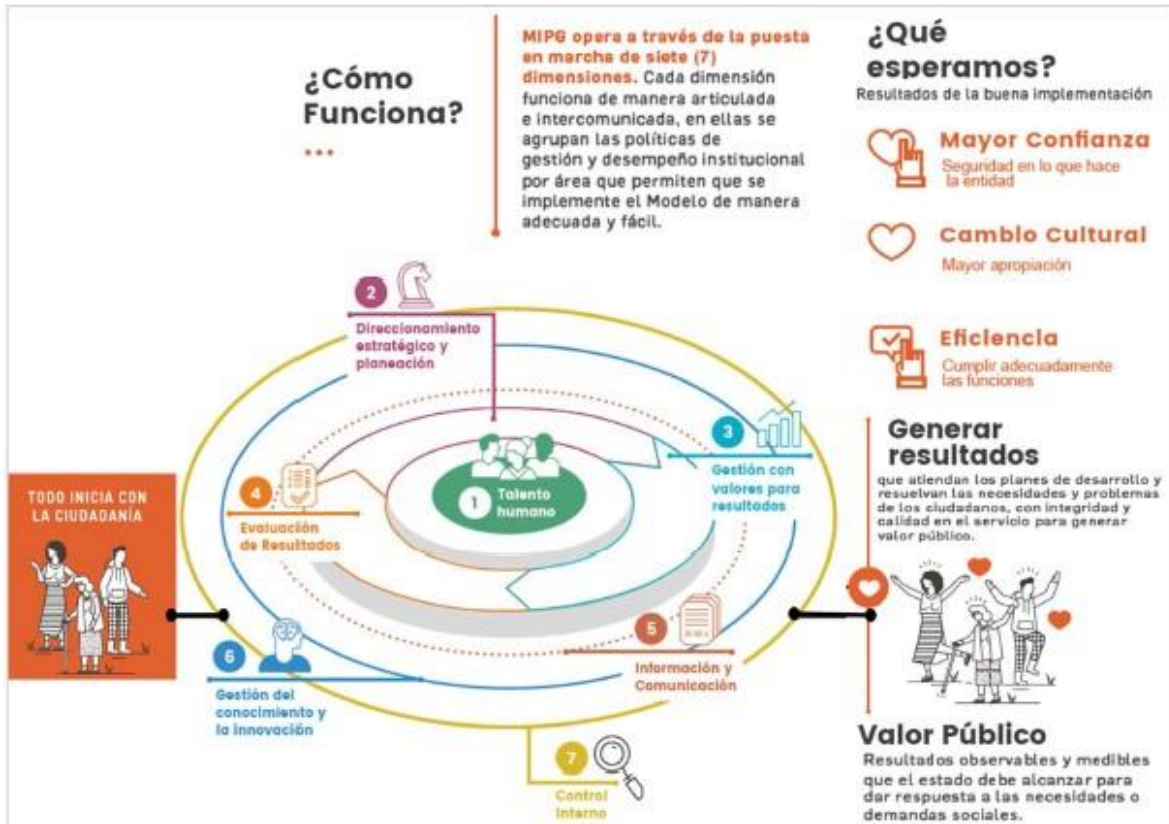 ¿Cómo
Funciona?
...
MIPG opera a través de la puesta
en marcha de siete (7)
dimensiones. Cada dimensión
funciona de manera articulada
e intercomunicada, en ellas se
agrupan las políticas de
gestión y desempeño institucional
por área que permiten que se
implemente el Modelo de manera
adecuada y fácil.
¿Qué
esperamos?
Resultados de la buena implementación
Mayor Confianza
Seguridad en lo que hace
la entidad
Cambio Cultural
Mayor apropiación
Eficiencia
Cumplir adecuadamente
las funciones
Generar
resultados
que atiendan los planes de desarrollo y
resuelvan las necesidades y problemas
de los ciudadanos, con integridad y
calidad en el servicio para generar
valor público.
Valor Público
Resultados observables y medibles
que el estado debe alcanzar para
dar respuesta a las necesidades o
demandas sociales.
TODO INICIA CON
LA CIUDADANÍA
1
Talento
humano
2
Direccionamiento
estratégico y
planeación
3
Gestión con
valores para
resultados
4
Evaluación
de Resultados
5
Información y
Comunicación
6
Gestión del
conocimiento y
la innovación
7
Control
Interno